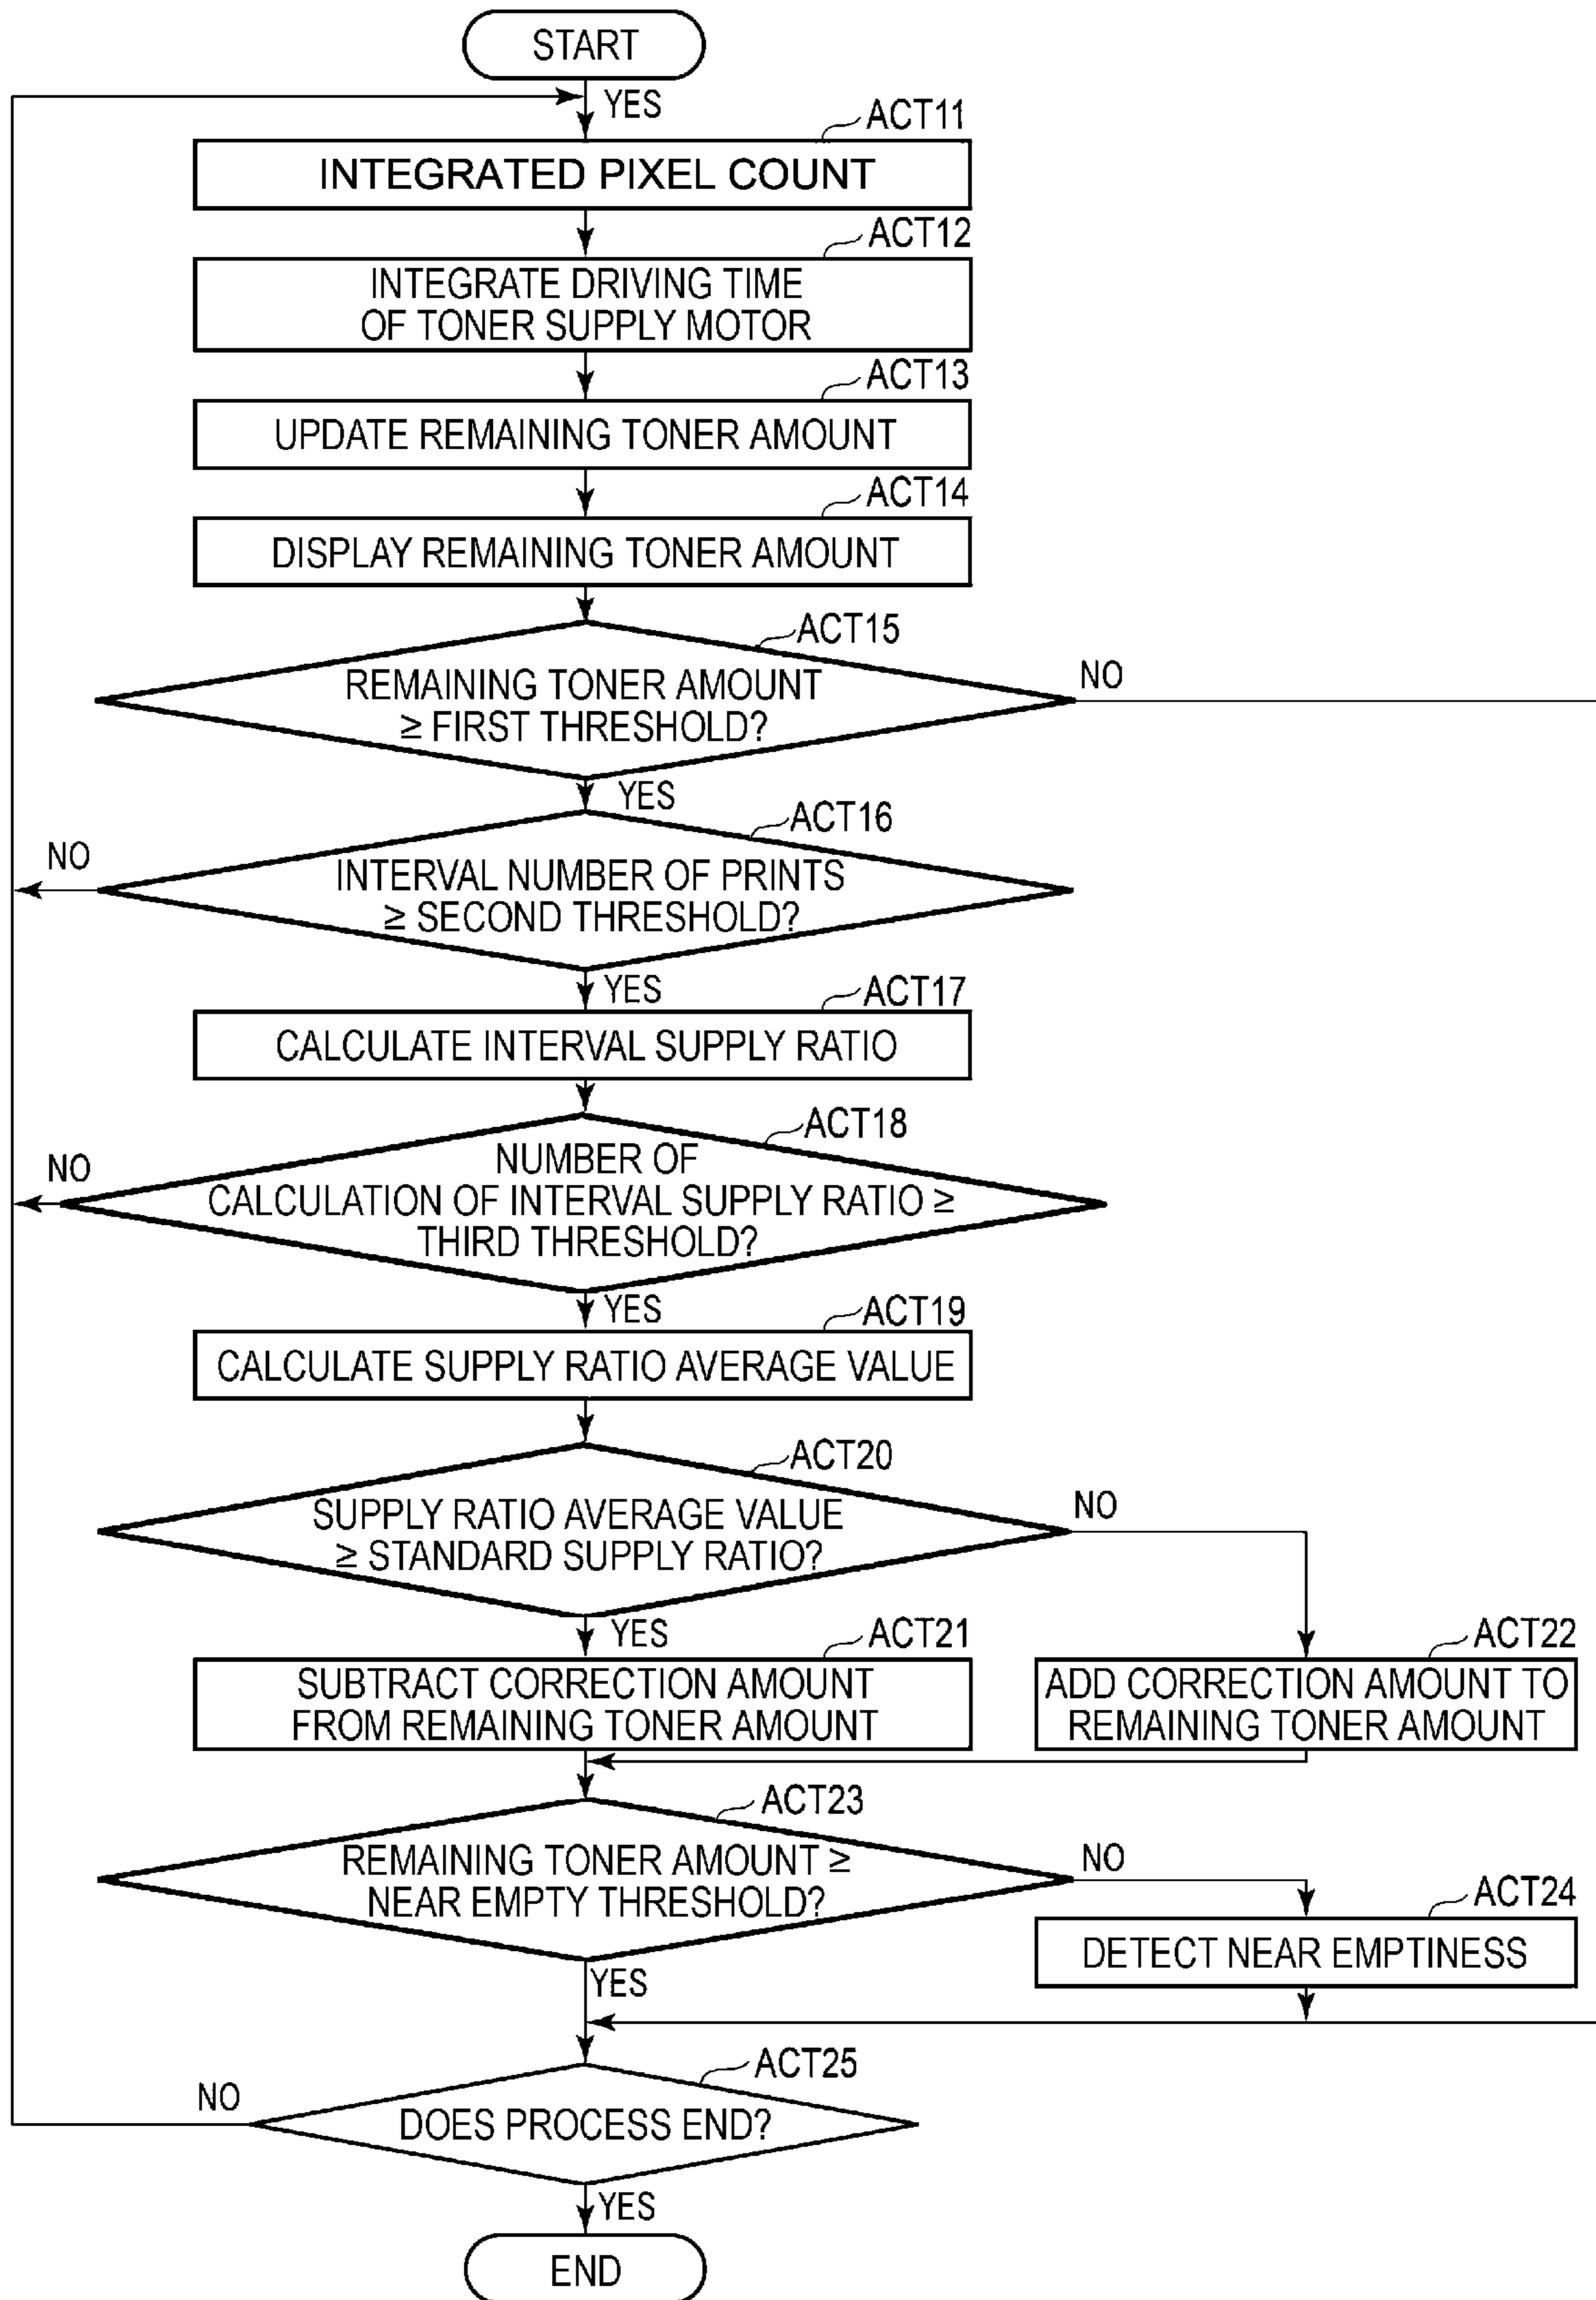 START
YES
ACT11
INTEGRATED PIXEL COUNT
ACT12
INTEGRATE DRIVING TIME
OF TONER SUPPLY MOTOR
ACT13
UPDATE REMAINING TONER AMOUNT
ACT14
DISPLAY REMAINING TONER AMOUNT
ACT15
REMAINING TONER AMOUNT
≥ FIRST THRESHOLD?
NO
YES
ACT16
NO
INTERVAL NUMBER OF PRINTS
≥ SECOND THRESHOLD?
YES
ACT17
CALCULATE INTERVAL SUPPLY RATIO
ACT18
NO
NUMBER OF
CALCULATION OF INTERVAL SUPPLY RATIO ≥
THIRD THRESHOLD?
YES
ACT19
CALCULATE SUPPLY RATIO AVERAGE VALUE
ACT20
SUPPLY RATIO AVERAGE VALUE
≥ STANDARD SUPPLY RATIO?
NO
YES
ACT21
SUBTRACT CORRECTION AMOUNT
FROM REMAINING TONER AMOUNT
ACT22
ADD CORRECTION AMOUNT TO
REMAINING TONER AMOUNT
ACT23
REMAINING TONER AMOUNT ≥
NEAR EMPTY THRESHOLD?
NO
ACT24
DETECT NEAR EMPTINESS
YES
ACT25
NO
DOES PROCESS END?
YES
END